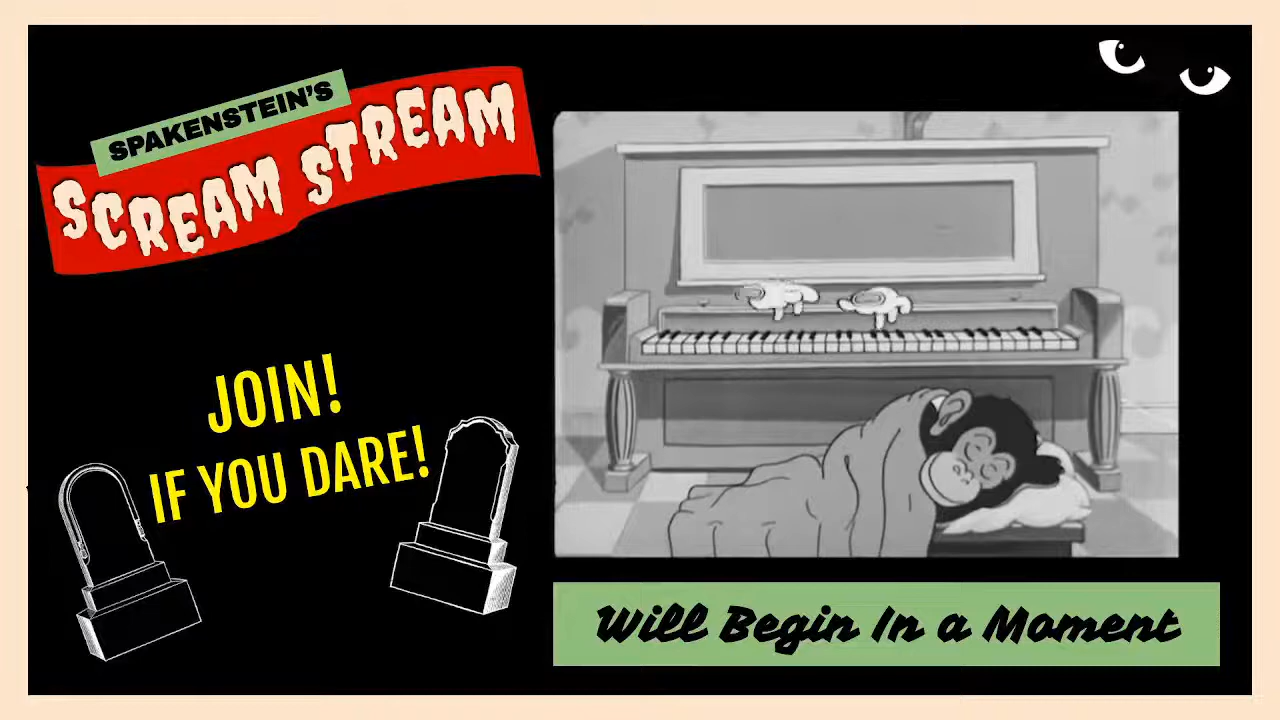 SPAKENSTEIN'S
SCREAM STREAM
JOIN!
IF YOU DARE!
Will Begin In a Moment